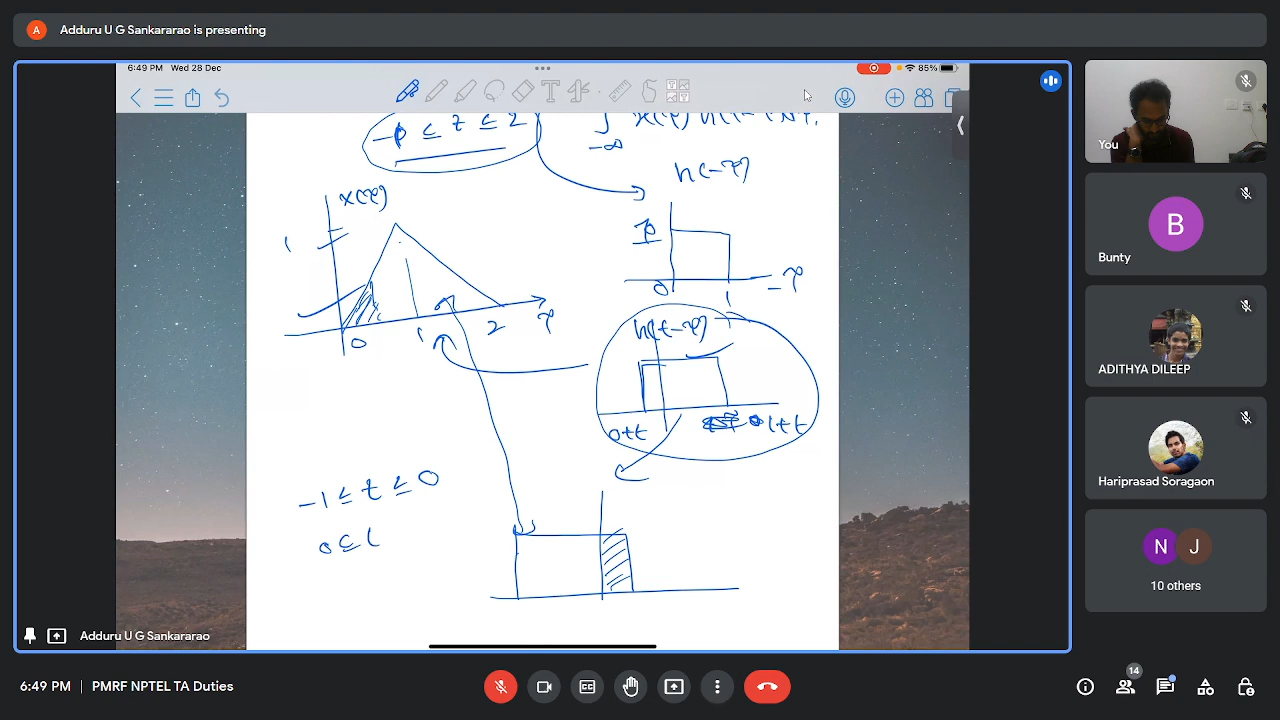 Adduru U G Sankararao is presenting
6:49 PM Wed 28 Dec
85%
≤ t ≤ 2
-∞
h(-τ)
x(τ)
1
0
1
2
τ
0
1
-τ
h(t-τ)
0+t
1+t
-1 ≤ t ≤ 0
0 ≤ t
Adduru U G Sankararao
You
B
Bunty
ADITHYA DILEEP
Hariprasad Soragaon
N J
10 others
6:49 PM | PMRF NPTEL TA Duties
14